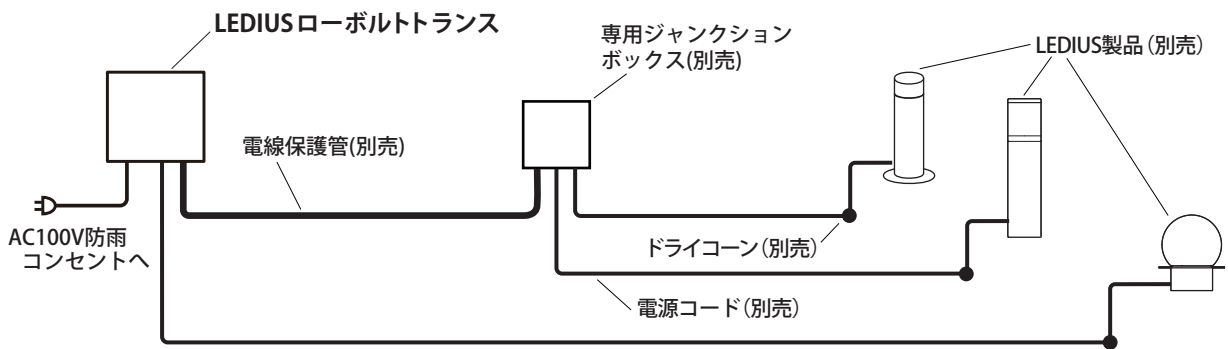 LEDIUSローボルトトランス
専用ジャンクション
ボックス(別売)
LEDIUS製品(別売)
電線保護管(別売)
AC100V防雨
コンセントへ
ドライコーン(別売)
電源コード(別売)